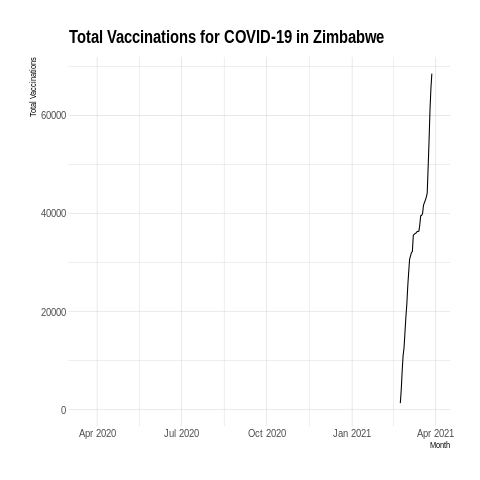 Total Vaccinations for COVID-19 in Zimbabwe
Total Vaccinations
60000
40000
20000
0
Apr 2020 Jul 2020 Oct 2020 Jan 2021 Apr 2021
Month